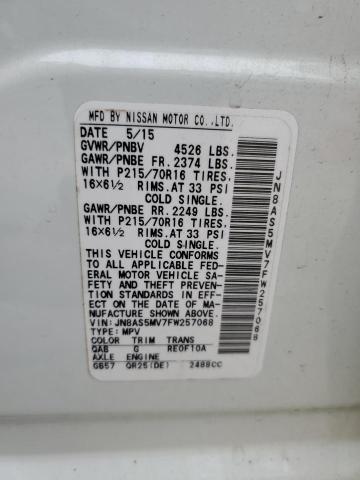 MFD BY NISSAN MOTOR CO.,LTD.
DATE 5/15
GVWR/PNBV 4526 LBS.
GAWR/PNBE FR. 2374 LBS.
WITH P215/70R16 TIRES.
16X6½ RIMS.AT 33 PSI
COLD SINGLE.
GAWR/PNBE RR. 2249 LBS.
WITH P215/70R16 TIRES.
16X6½ RIMS.AT 33 PSI
COLD SINGLE.
THIS VEHICLE CONFORMS
TO ALL APPLICABLE FED-
ERAL MOTOR VEHICLE SA-
FETY AND THEFT PREVEN-
TION STANDARDS IN EFF-
ECT ON THE DATE OF MA-
NUFACTURE SHOWN ABOVE.
VIN:JN8AS5MV7FW257068
TYPE: MPV
COLOR TRIM TRANS
QAB G RE0F10A
AXLE ENGINE
GB57 QR25(DE) 2488CC
JN8AS5MV7FW257068